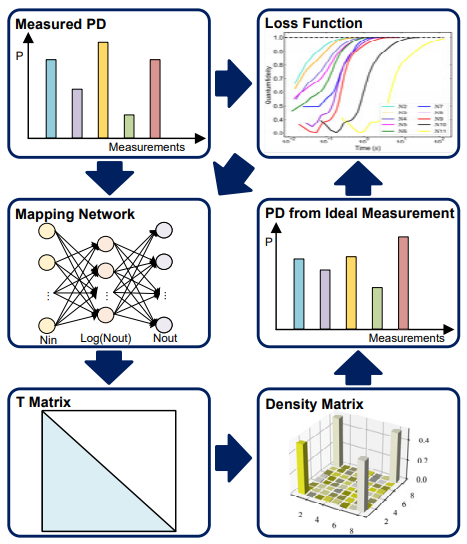 Measured PD
P
Measurements
Loss Function
1.0
0.9
0.8
0.7
0.6
0.5
0.4
0.3
Quantum fidelity
N2 N7
N4 N9
N5 N10
N6 N11
Time (s)
Mapping Network
Nin
Log(Nout)
Nout
PD from Ideal Measurement
P
Measurements
T Matrix
Density Matrix
0.4
0.2
0.0
2 4 6 8
2 4 6 8